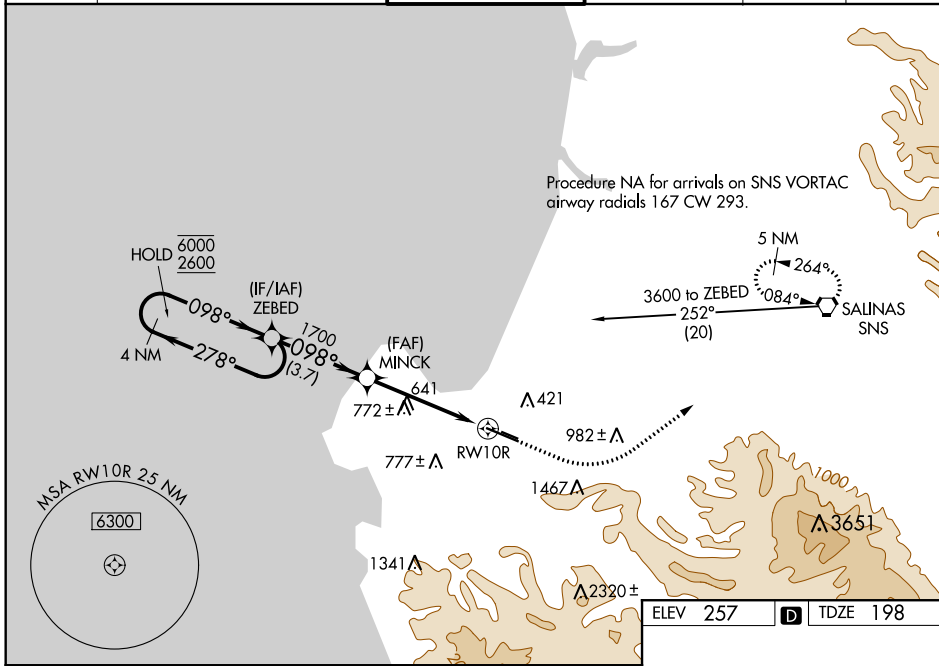 Procedure NA for arrivals on SNS VORTAC
airway radials 167 CW 293.
HOLD 6000
2600
(IF/IAF)
ZEBED
098°
4 NM
278°
1700
098°
(3.7)
(FAF)
MINCK
641
772±
777±
RW10R
421
982±
1467
1341
2320±
3651
1000
5 NM
264°
084°
3600 to ZEBED
252°
(20)
SALINAS
SNS
MSA RW10R 25 NM
6300
ELEV 257 D TDZE 198